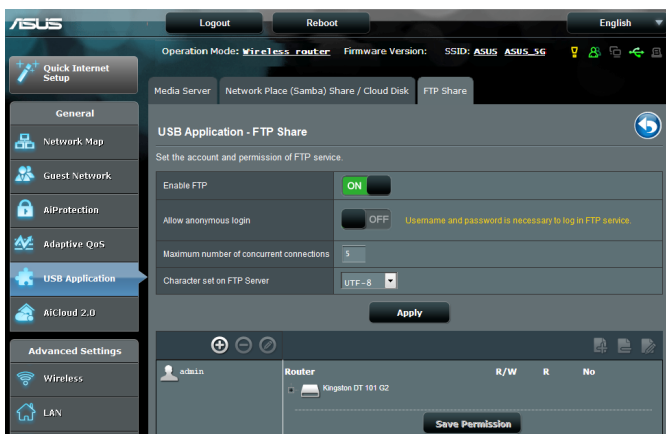 ASUS
Logout Reboot English
Operation Mode: Wireless router Firmware Version: SSID: ASUS ASUS_5G
Quick Internet Setup
General
Network Map
Guest Network
AiProtection
Adaptive QoS
USB Application
AiCloud 2.0
Advanced Settings
Wireless
LAN
Media Server Network Place (Samba) Share / Cloud Disk FTP Share
USB Application - FTP Share
Set the account and permission of FTP service.
Enable FTP ON
Allow anonymous login OFF Username and password is necessary to log in FTP service.
Maximum number of concurrent connections 5
Character set on FTP Server UTF-8
Apply
admin Router R/W R No
Kingston DT 101 G2
Save Permission